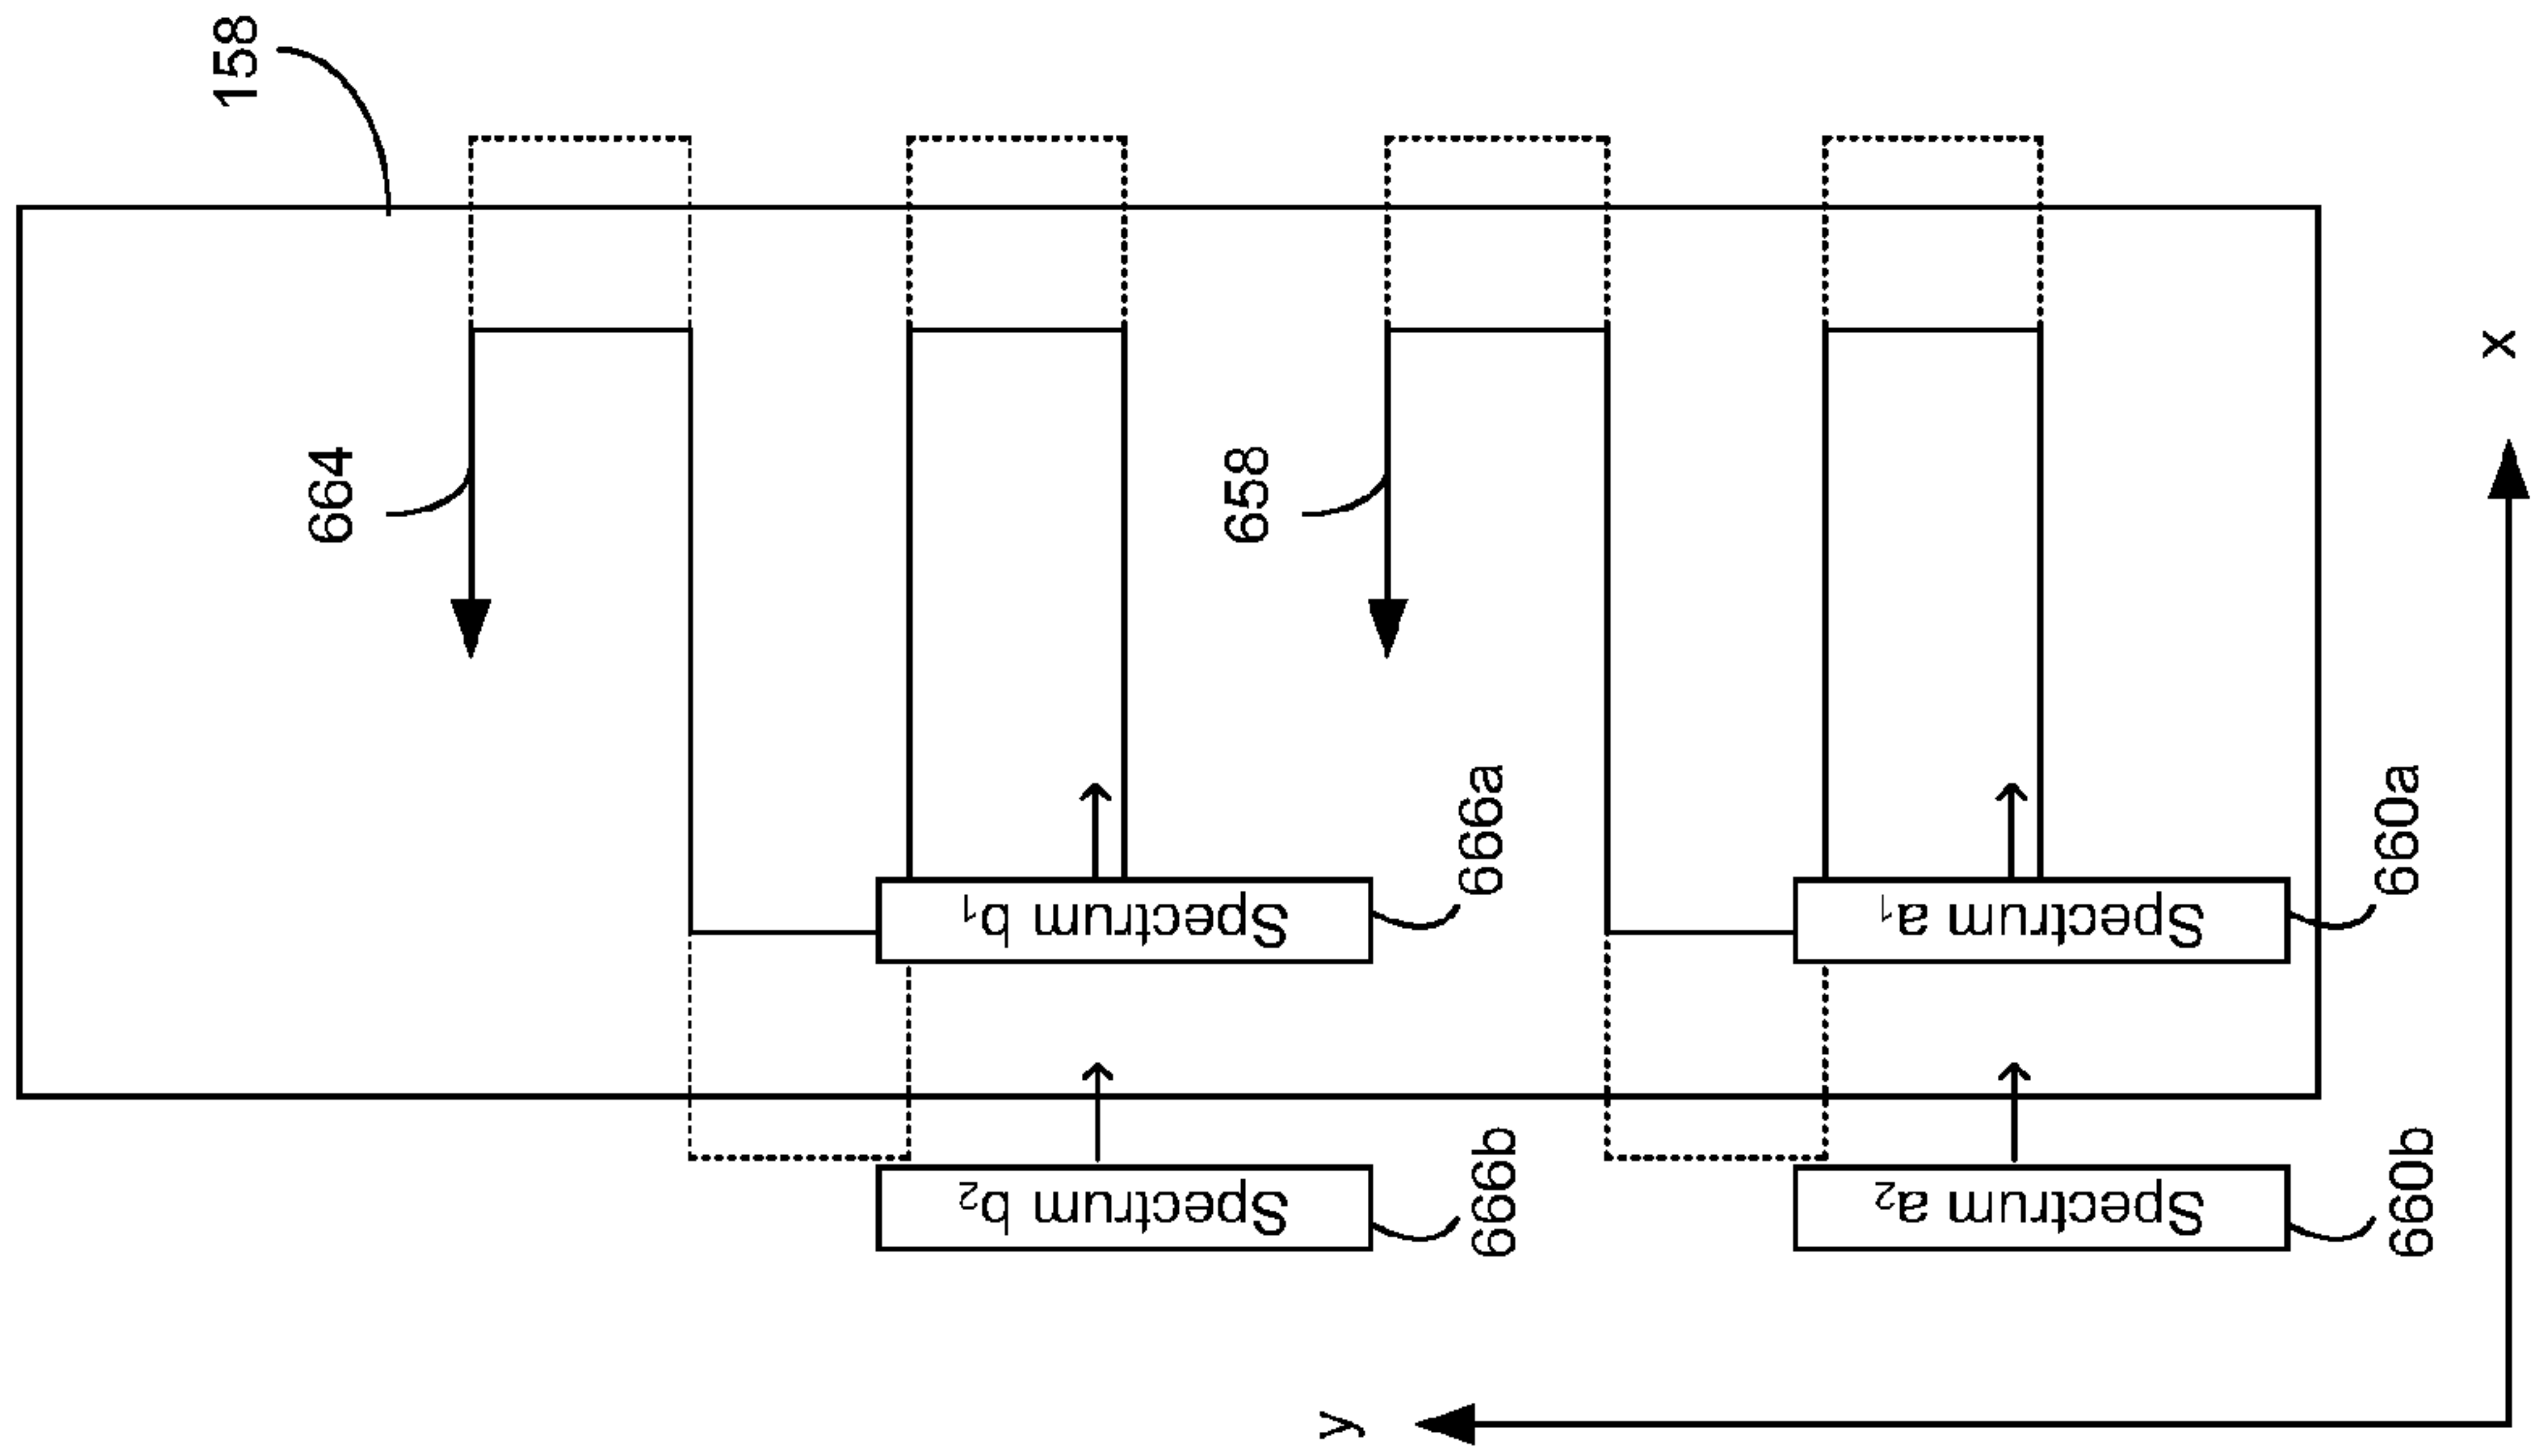 158
664
Spectrum b₂
Spectrum b₁
658
y
666b
666a
Spectrum a₂
Spectrum a₁
660b
660a
x